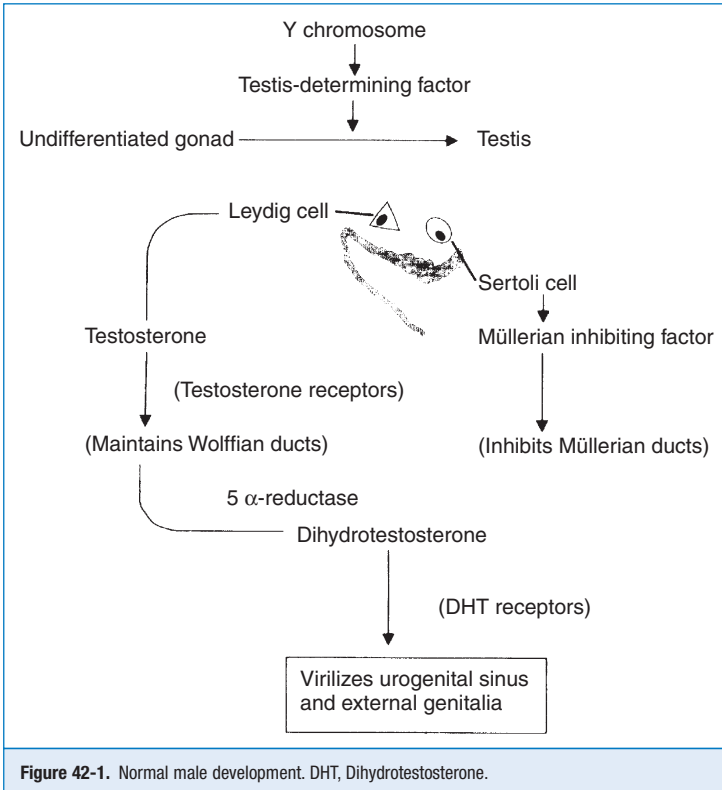 Y chromosome
Testis-determining factor
Undifferentiated gonad
Testis
Leydig cell
Sertoli cell
Testosterone
Müllerian inhibiting factor
(Testosterone receptors)
(Maintains Wolffian ducts)
(Inhibits Müllerian ducts)
5 α-reductase
Dihydrotestosterone
(DHT receptors)
Virilizes urogenital sinus
and external genitalia
Figure 42-1. Normal male development. DHT, Dihydrotestosterone.